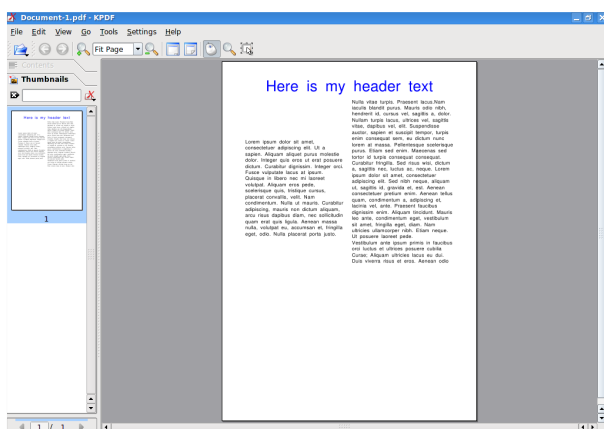 Document-1.pdf - KPDF
File Edit View Go Tools Settings Help
Fit Page
Contents
Thumbnails
Here is my header text
1
1 / 1
Here is my header text
Lorem ipsum dolor sit amet,
consectetuer adipiscing elit. Ut a
sapien. Aliquam aliquet purus molestie
dolor. Integer quis eros ut erat posuere
dictum. Curabitur dignissim. Integer orci.
Fusce vulputate lacus at ipsum.
Quisque in libero nec mi laoreet
volutpat. Aliquam eros pede,
scelerisque quis, tristique cursus,
placerat convallis, velit. Nam
condimentum. Nulla ut mauris. Curabitur
adipiscing, mauris non dictum aliquam,
arcu risus dapibus diam, nec sollicitudin
quam erat quis ligula. Aenean massa
nulla, volutpat eu, accumsan et, fringilla
eget, odio. Nulla placerat porta justo.
Nulla vitae turpis. Praesent lacus.Nam
iaculis blandit purus. Mauris odio nibh,
hendrerit id, cursus vel, sagittis a, dolor.
Nullam turpis lacus, ultrices vel, sagittis
vitae, dapibus vel, elit. Suspendisse
auctor, sapien et suscipit tempor, turpis
enim consequat sem, eu dictum nunc
lorem at massa. Pellentesque scelerisque
purus. Etiam sed enim. Maecenas sed
tortor id turpis consequat consequat.
Curabitur fringilla. Sed risus wisi, dictum
a, sagittis nec, luctus ac, neque. Lorem
ipsum dolor sit amet, consectetuer
adipiscing elit. Sed nibh neque, aliquam
ut, sagittis id, gravida et, est. Aenean
consectetuer pretium enim. Aenean tellus
quam, condimentum a, adipiscing et,
lacinia vel, ante. Praesent faucibus
dignissim enim. Aliquam tincidunt. Mauris
leo ante, condimentum eget, vestibulum
sit amet, fringilla eget, diam. Nam
ultricies ullamcorper nibh. Etiam neque.
Ut posuere laoreet pede.
Vestibulum ante ipsum primis in faucibus
orci luctus et ultrices posuere cubilia
Curae; Aliquam ultricies lacus eu dui.
Duis viverra risus et eros. Aenean odio